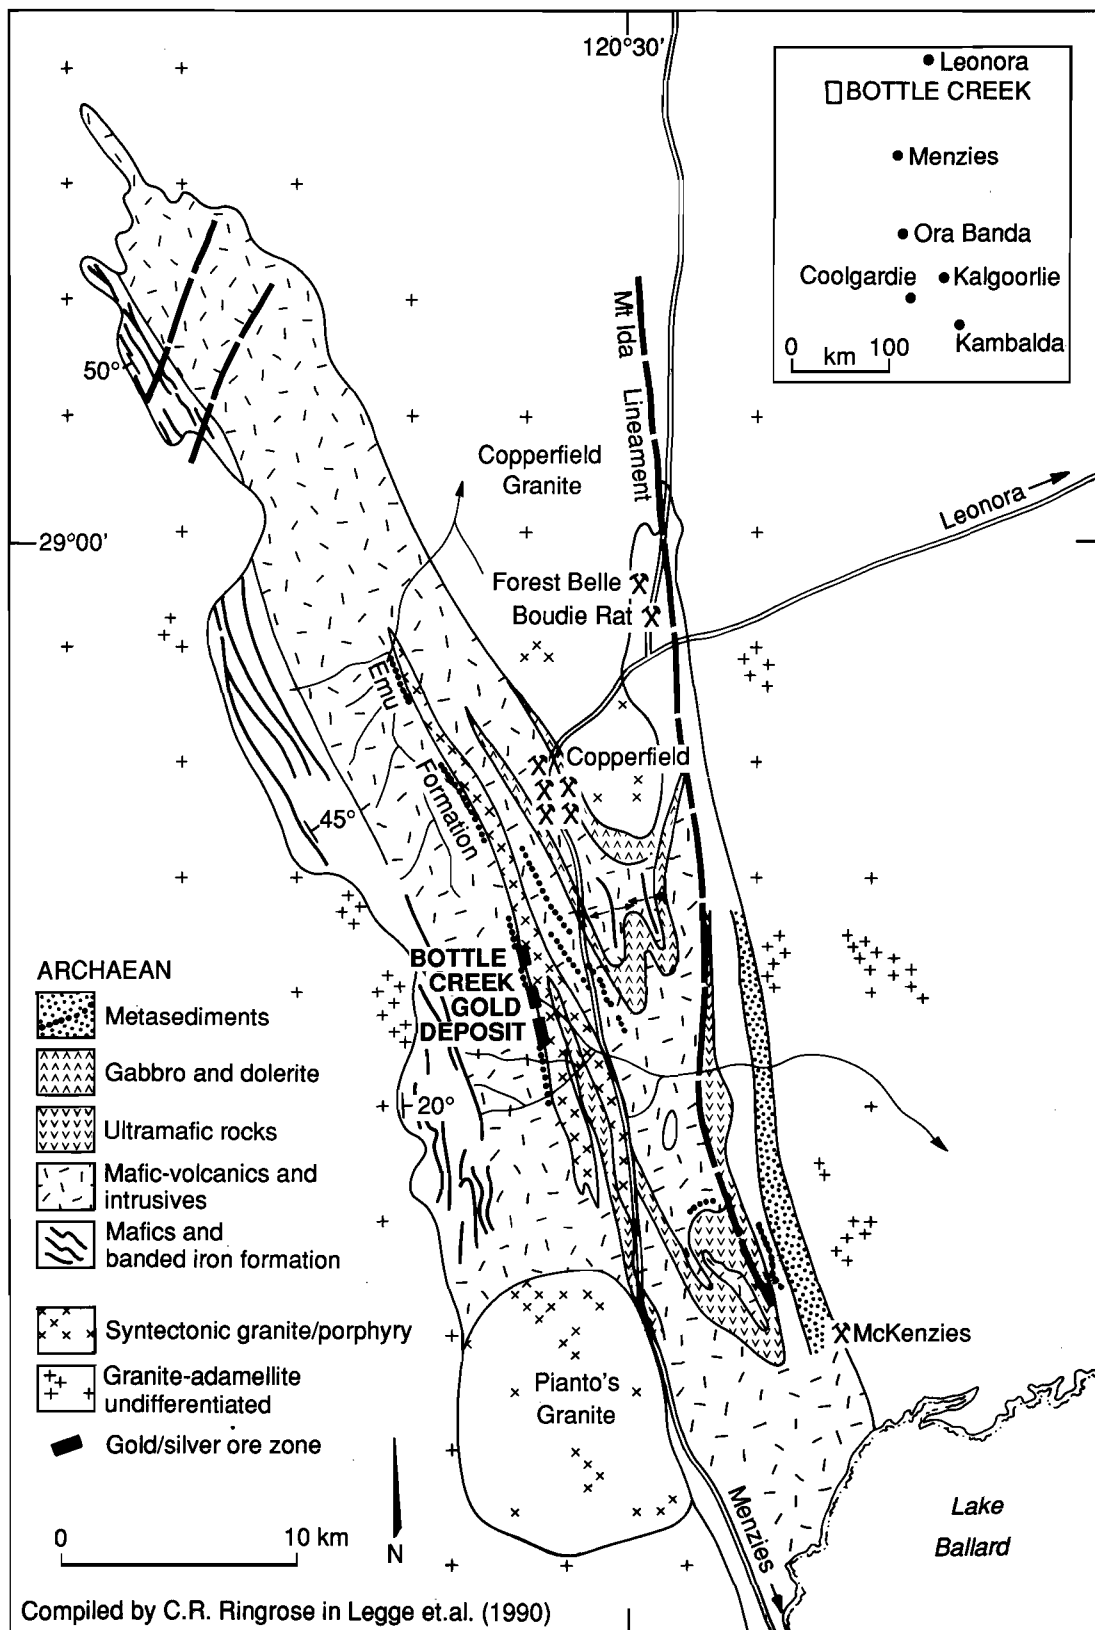 120°30'
Leonora
BOTTLE CREEK
Menzies
Ora Banda
Coolgardie
Kalgoorlie
Kambalda
0 km 100
Mt Ida Lineament
50°
Copperfield
Granite
Leonora
29°00'
Forest Belle
Boudie Rat
Emu
Formation
Copperfield
45°
BOTTLE
CREEK
GOLD
DEPOSIT
20°
ARCHAEAN
Metasediments
Gabbro and dolerite
Ultramafic rocks
Mafic-volcanics and
intrusives
Mafics and
banded iron formation
Syntectonic granite/porphyry
Granite-adamellite
undifferentiated
Gold/silver ore zone
McKenzies
Pianto's
Granite
Menzies
Lake
Ballard
0 10 km
N
Compiled by C.R. Ringrose in Legge et.al. (1990)